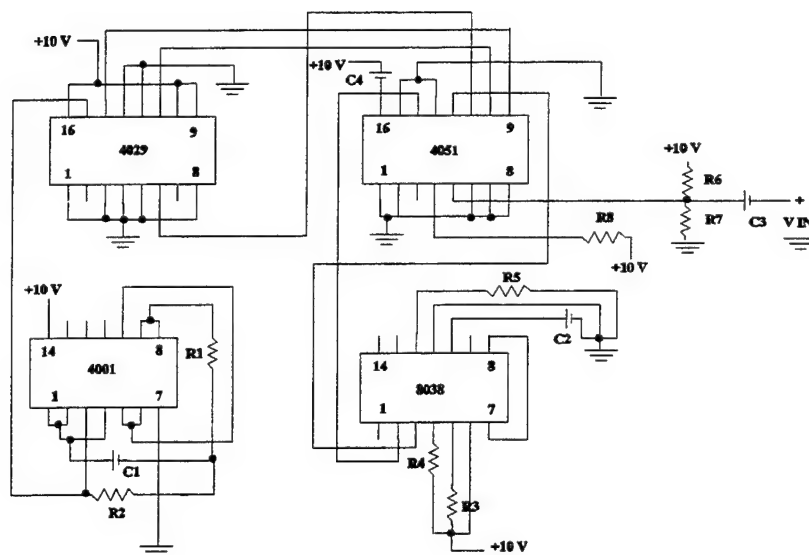 +10 V
16
9
4029
1
8
+10 V
C4
16
9
4051
1
8
+10 V
R6
R7
C3
+
V IN
R8
+10 V
+10 V
14
8
4001
1
7
R1
C1
R2
R5
C2
14
8
8038
1
7
R4
R3
+10 V